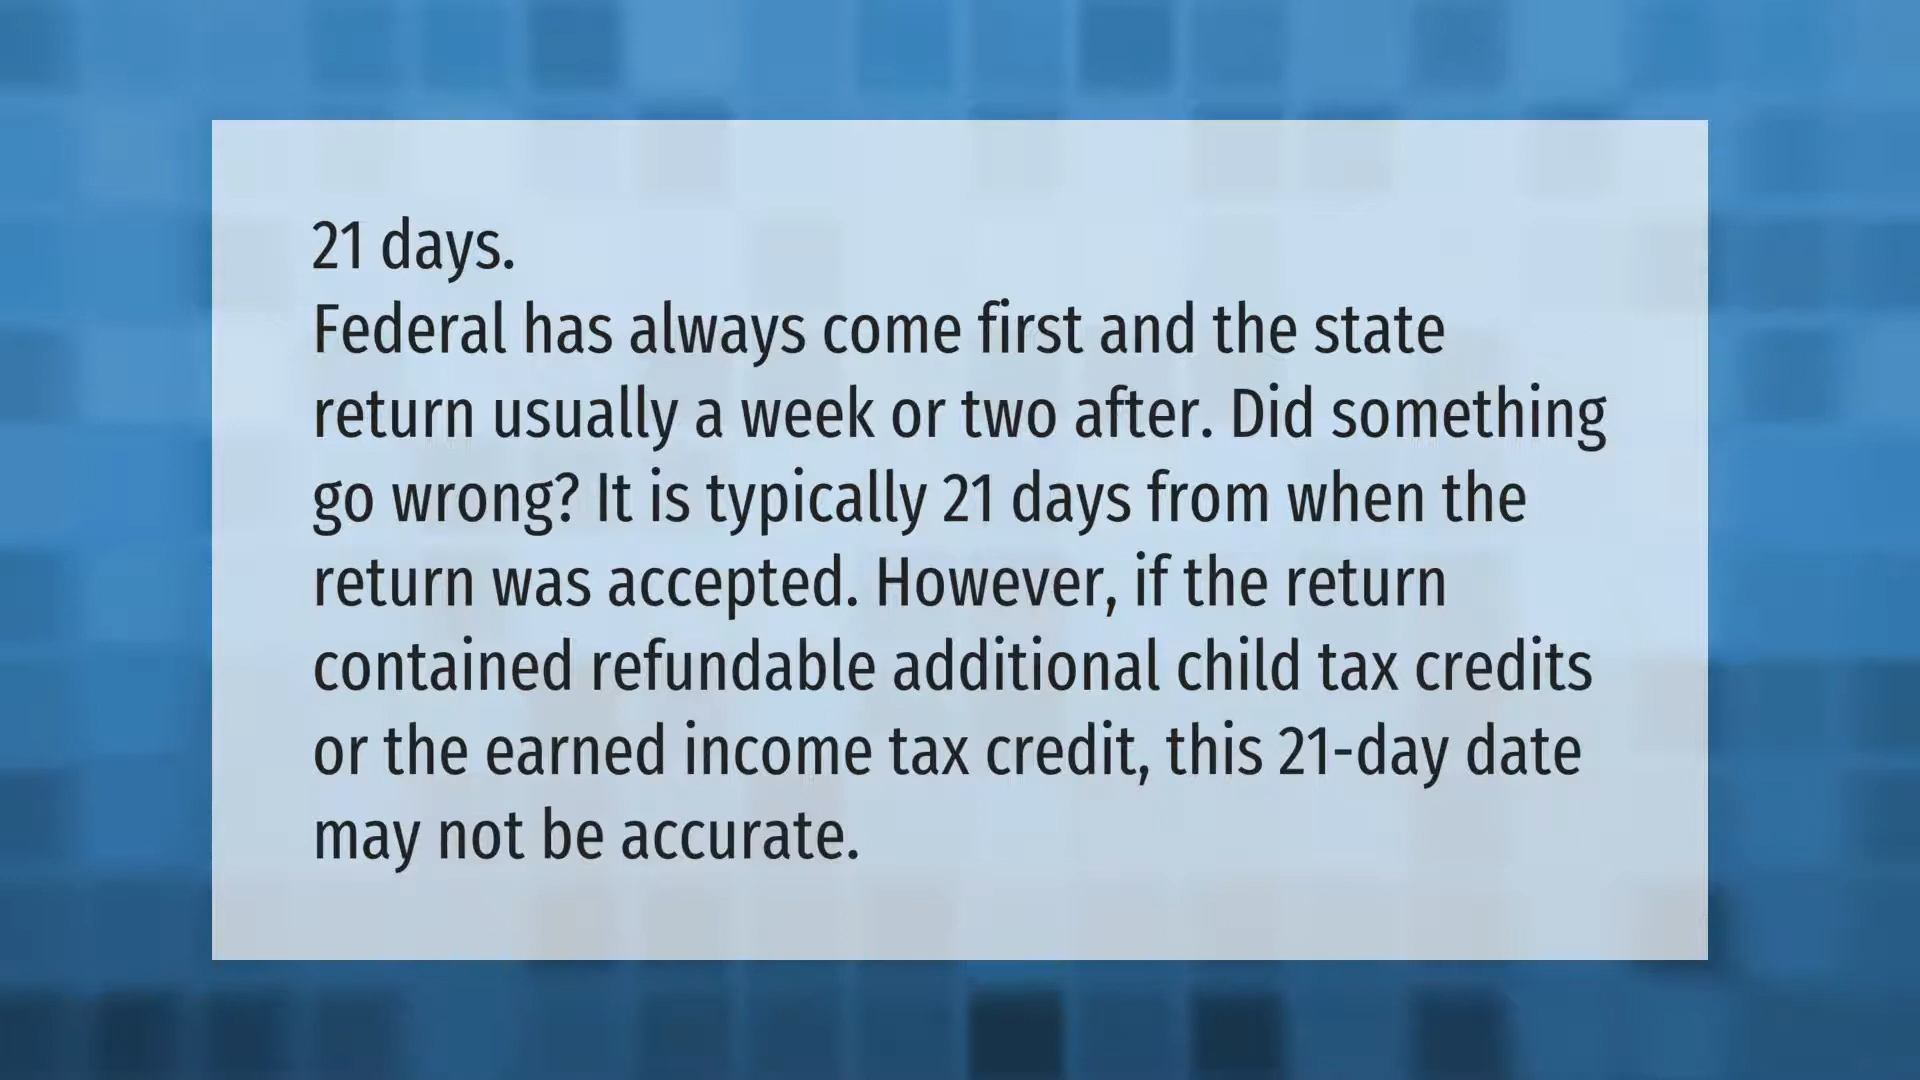 21 days.
Federal has always come first and the state
return usually a week or two after. Did something
go wrong? It is typically 21 days from when the
return was accepted. However, if the return
contained refundable additional child tax credits
or the earned income tax credit, this 21-day date
may not be accurate.